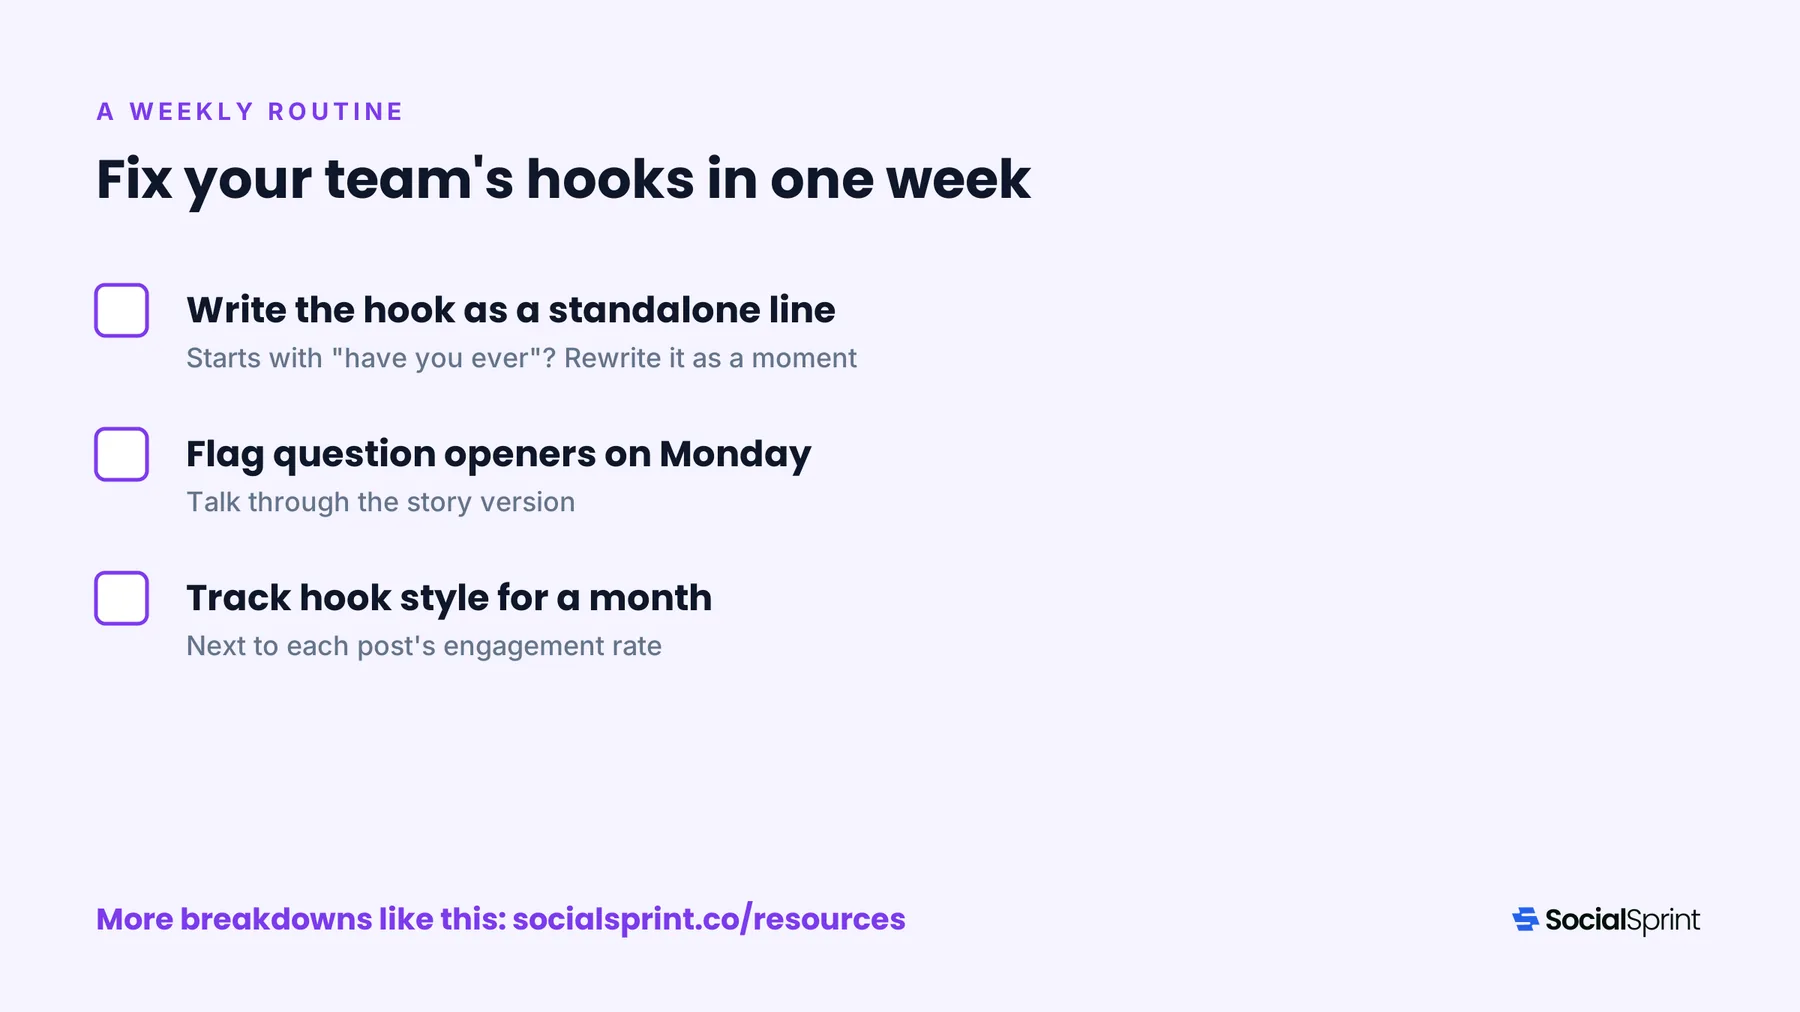 A WEEKLY ROUTINE
Fix your team's hooks in one week
Write the hook as a standalone line
Starts with "have you ever"? Rewrite it as a moment
Flag question openers on Monday
Talk through the story version
Track hook style for a month
Next to each post's engagement rate
More breakdowns like this: socialsprint.co/resources
SocialSprint